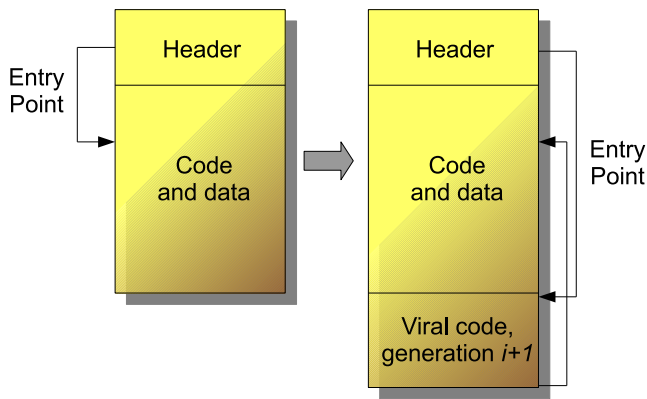 Header
Entry
Point
Code
and data
Header
Code
and data
Entry
Point
Viral code,
generation i+1